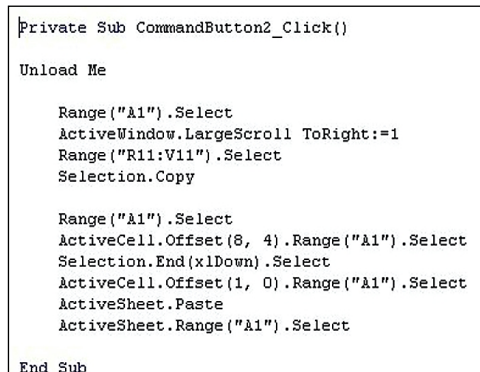 Private Sub CommandButton2_Click()
Unload Me
Range("A1").Select
ActiveWindow.LargeScroll ToRight:=1
Range("R11:V11").Select
Selection.Copy
Range("A1").Select
ActiveCell.Offset(8, 4).Range("A1").Select
Selection.End(xlDown).Select
ActiveCell.Offset(1, 0).Range("A1").Select
ActiveSheet.Paste
ActiveSheet.Range("A1").Select
End Sub